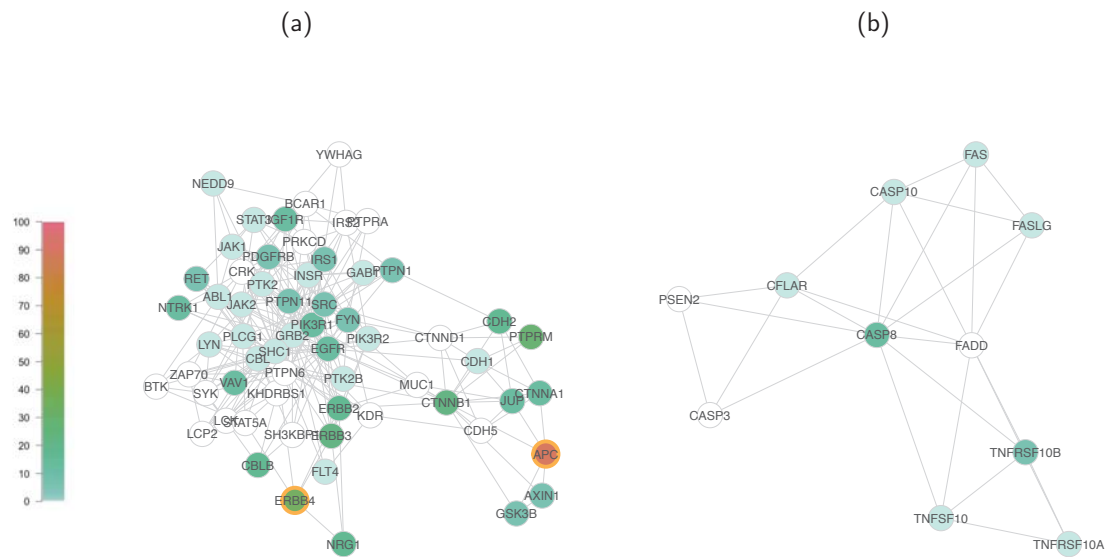 (a)
(b)
YWHAG
NEDD9
BCAR1
STAT3
IGF1R
IRS2
PTPRA
PRKCD
JAK1
PDGFRB
IRS1
CRK
INSR
GAB1
PTPN1
RET
PTK2
ABL1
JAK2
PTPN11
SRC
NTRK1
PIK3R1
FYN
PLCG1
GRB2
PIK3R2
LYN
SHC1
EGFR
CBL
ZAP70
PTPN6
PTK2B
BTK
VAV1
SYK
KHDRBS1
MUC1
ERBB2
LCK
STAT5A
KDR
LCP2
ERBB3
CBLB
FLT4
ERBB4
NRG1
CTNND1
CDH2
PTPRM
CDH1
CTNNA1
CTNNB1
JUP
CDH5
APC
AXIN1
GSK3B
100
90
80
70
60
50
40
30
20
10
0
FAS
CASP10
FASLG
CFLAR
PSEN2
CASP8
FADD
CASP3
TNFRSF10B
TNFSF10
TNFRSF10A